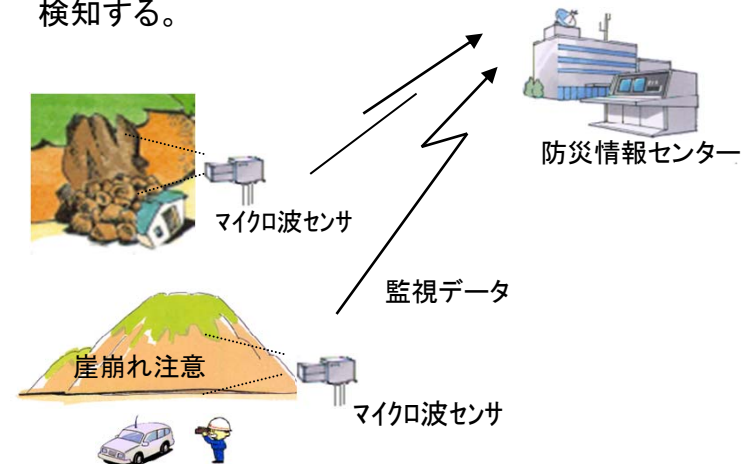 検知する。
防災情報センター
マイクロ波センサ
監視データ
崖崩れ注意
マイクロ波センサ